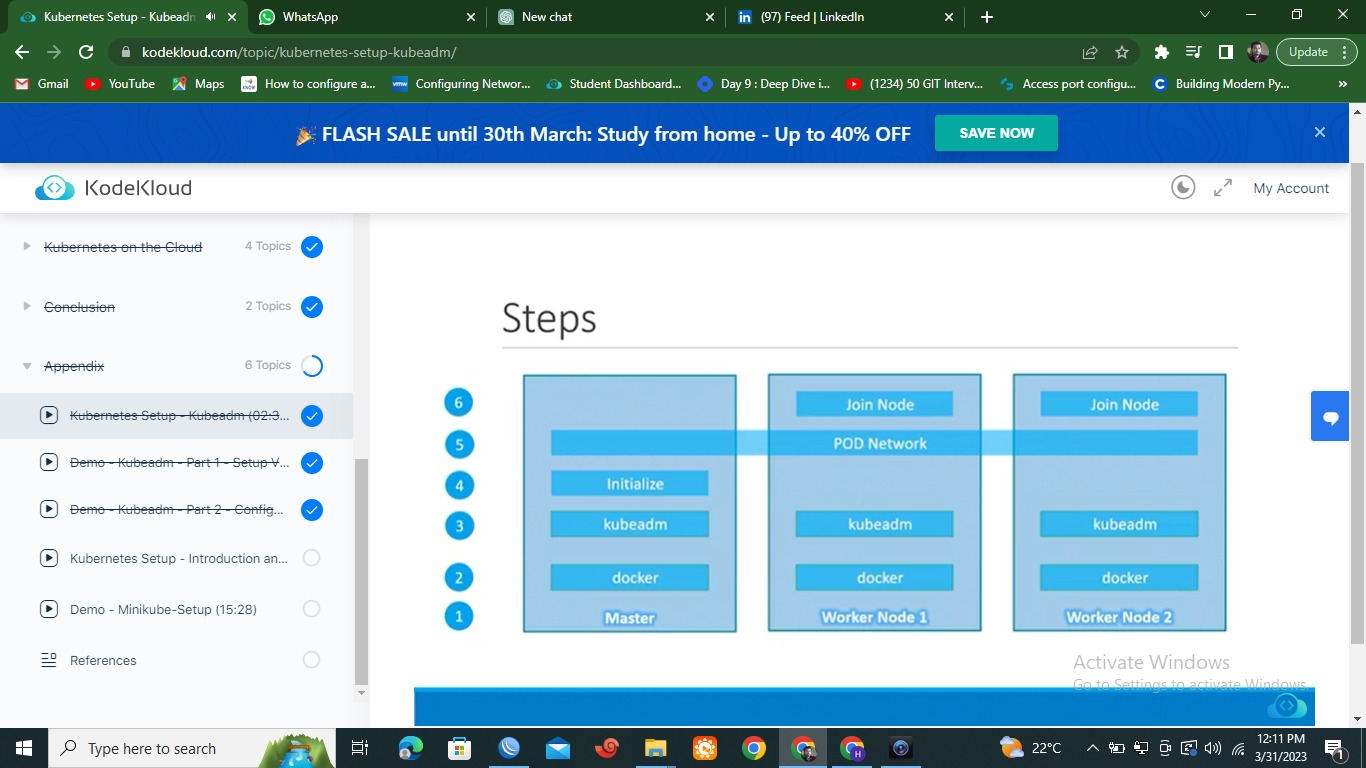 Kubernetes Setup - Kubeadm
WhatsApp
New chat
(97) Feed | LinkedIn
kodekloud.com/topic/kubernetes-setup-kubeadm/
Update
Gmail
YouTube
Maps
How to configure a...
Configuring Networ...
Student Dashboard...
Day 9 : Deep Dive i...
(1234) 50 GIT Interv...
Access port configu...
Building Modern Py...
FLASH SALE until 30th March: Study from home - Up to 40% OFF
SAVE NOW
KodeKloud
My Account
Kubernetes on the Cloud
4 Topics
Conclusion
2 Topics
Appendix
6 Topics
Kubernetes Setup - Kubeadm (02:3...
Demo - Kubeadm - Part 1 - Setup V...
Demo - Kubeadm - Part 2 - Config...
Kubernetes Setup - Introduction an...
Demo - Minikube-Setup (15:28)
References
Steps
6
Join Node
Join Node
5
POD Network
4
Initialize
3
kubeadm
kubeadm
kubeadm
2
docker
docker
docker
1
Master
Worker Node 1
Worker Node 2
Activate Windows
Go to Settings to activate Windows.
Type here to search
22°C
12:11 PM
3/31/2023
1